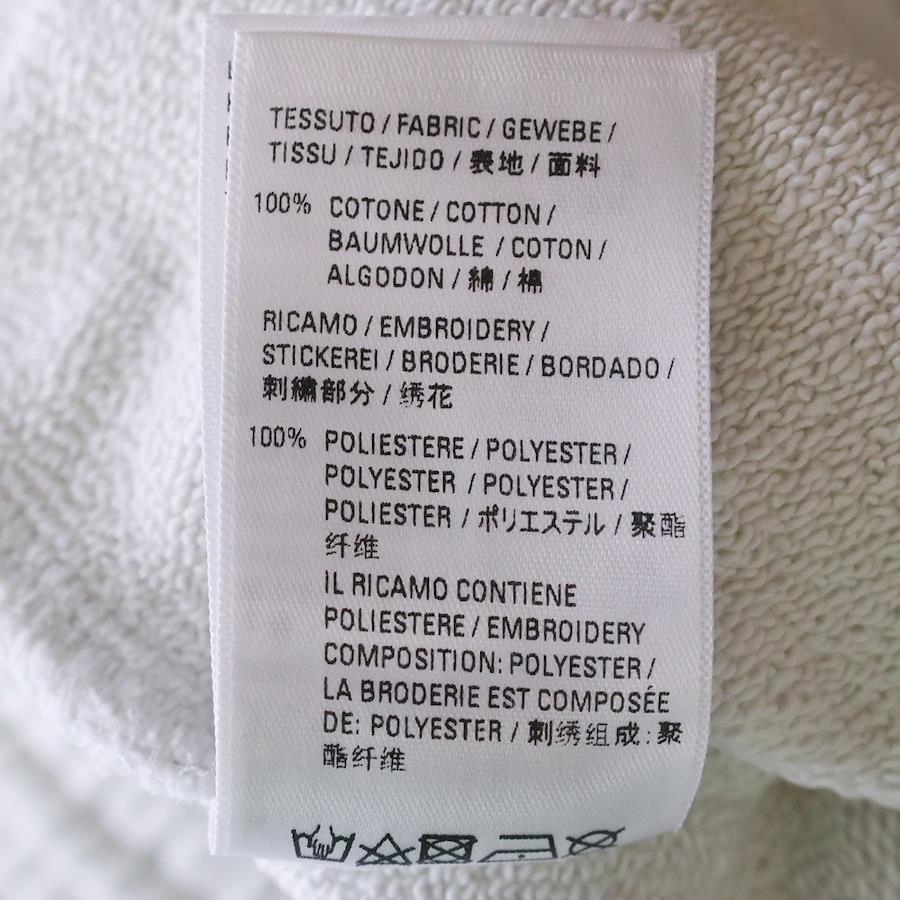 TESSUTO / FABRIC / GEWEBE /
TISSU / TEJIDO / 表地 / 面料
100% COTONE / COTTON /
BAUMWOLLE / COTON /
ALGODON / 綿 / 棉
RICAMO / EMBROIDERY /
STICKEREI / BRODERIE / BORDADO /
刺繍部分 / 绣花
100% POLIESTERE / POLYESTER /
POLYESTER / POLYESTER /
POLIESTER / ポリエステル / 聚酯
纤维
IL RICAMO CONTIENE
POLIESTERE / EMBROIDERY
COMPOSITION: POLYESTER /
LA BRODERIE EST COMPOSÉE
DE: POLYESTER / 刺绣组成: 聚
酯纤维